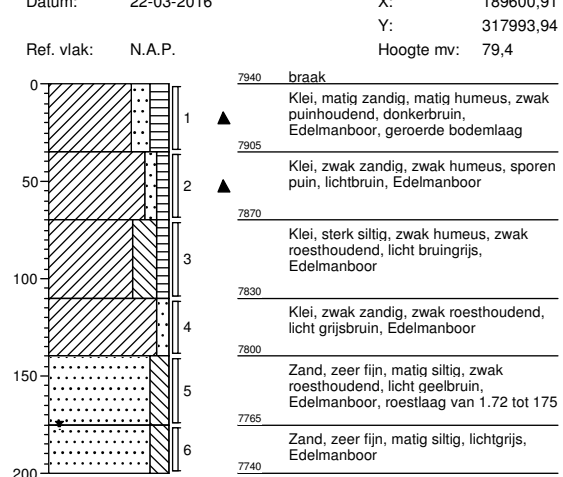 Datum: 22-03-2016 X: 189600,91
Y: 317993,94
Ref. vlak: N.A.P. Hoogte mv: 79,4
0
50
100
150
200
1
2
3
4
5
6
7940 braak
Klei, matig zandig, matig humeus, zwak
puinhoudend, donkerbruin,
Edelmanboor, geroerde bodemlaag
7905
Klei, zwak zandig, zwak humeus, sporen
puin, lichtbruin, Edelmanboor
7870
Klei, sterk siltig, zwak humeus, zwak
roesthoudend, licht bruingrijs,
Edelmanboor
7830
Klei, zwak zandig, zwak roesthoudend,
licht grijsbruin, Edelmanboor
7800
Zand, zeer fijn, matig siltig, zwak
roesthoudend, licht geelbruin,
Edelmanboor, roestlaag van 1.72 tot 175
7765
Zand, zeer fijn, matig siltig, lichtgrijs,
Edelmanboor
7740